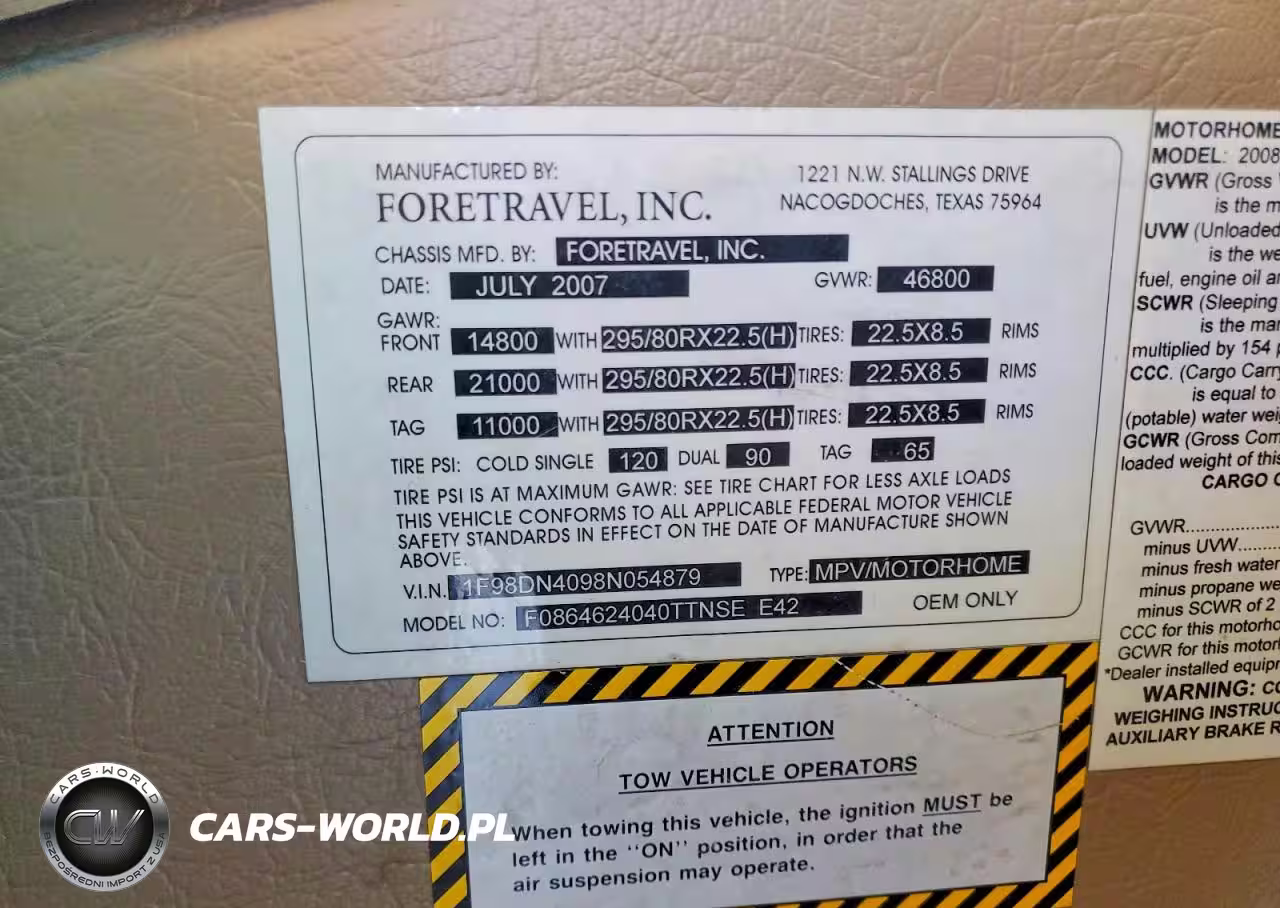 MANUFACTURED BY:
FORETRAVEL, INC.
1221 N.W. STALLINGS DRIVE
NACOGDOCHES, TEXAS 75964
CHASSIS MFD. BY: FORETRAVEL, INC.
DATE: JULY 2007 GVWR: 46800
GAWR:
FRONT 14800 WITH 295/80RX22.5(H) TIRES: 22.5X8.5 RIMS
REAR 21000 WITH 295/80RX22.5(H) TIRES: 22.5X8.5 RIMS
TAG 11000 WITH 295/80RX22.5(H) TIRES: 22.5X8.5 RIMS
TIRE PSI: COLD SINGLE 120 DUAL 90 TAG 65
TIRE PSI IS AT MAXIMUM GAWR: SEE TIRE CHART FOR LESS AXLE LOADS
THIS VEHICLE CONFORMS TO ALL APPLICABLE FEDERAL MOTOR VEHICLE
SAFETY STANDARDS IN EFFECT ON THE DATE OF MANUFACTURE SHOWN
ABOVE.
V.I.N. 1F98DN4098N054879 TYPE: MPV/MOTORHOME
MODEL NO: F0864624040TTNSE E42 OEM ONLY
MOTORHOME
MODEL: 2008
GVWR (Gross
is the m
UVW (Unloaded
is the we
fuel, engine oil an
SCWR (Sleeping
is the ma
multiplied by 154 p
CCC. (Cargo Carry
is equal to
(potable) water wei
GCWR (Gross Com
loaded weight of this
CARGO C
GVWR..............
minus UVW.......
minus fresh water
minus propane we
minus SCWR of 2
CCC for this motorho
GCWR for this motorh
*Dealer installed equip
WARNING: CO
WEIGHING INSTRUC
AUXILIARY BRAKE R
ATTENTION
TOW VEHICLE OPERATORS
When towing this vehicle, the ignition MUST be
left in the "ON" position, in order that the
air suspension may operate.
CARS-WORLD
CW
BEZPOŚREDNI IMPORT Z USA
CARS-WORLD.PL